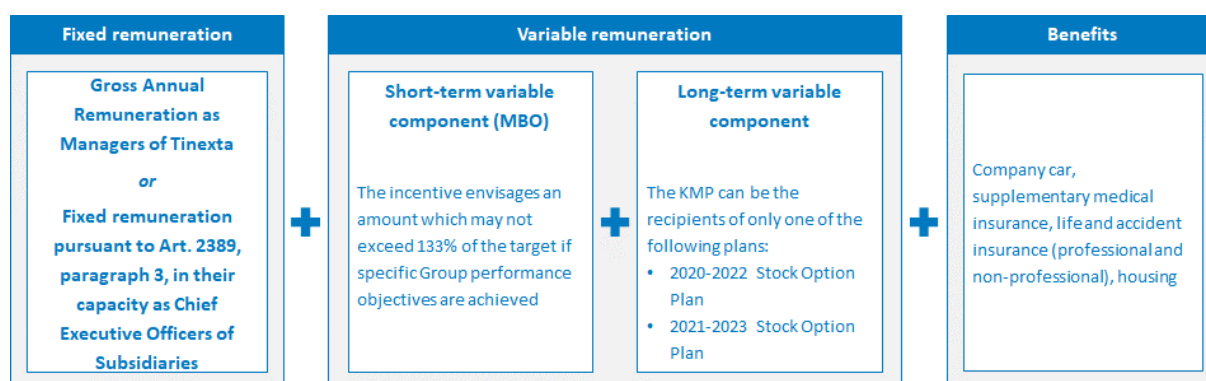 Fixed remuneration
Gross Annual
Remuneration as
Managers of Tinexta
or
Fixed remuneration
pursuant to Art. 2389,
paragraph 3, in their
capacity as Chief
Executive Officers of
Subsidiaries
Variable remuneration
Short-term variable
component (MBO)
The incentive envisages an
amount which may not
exceed 133% of the target if
specific Group performance
objectives are achieved
Long-term variable
component
The KMP can be the
recipients of only one of the
following plans:
• 2020-2022 Stock Option
Plan
• 2021-2023 Stock Option
Plan
Benefits
Company car,
supplementary medical
insurance, life and accident
insurance (professional and
non-professional), housing